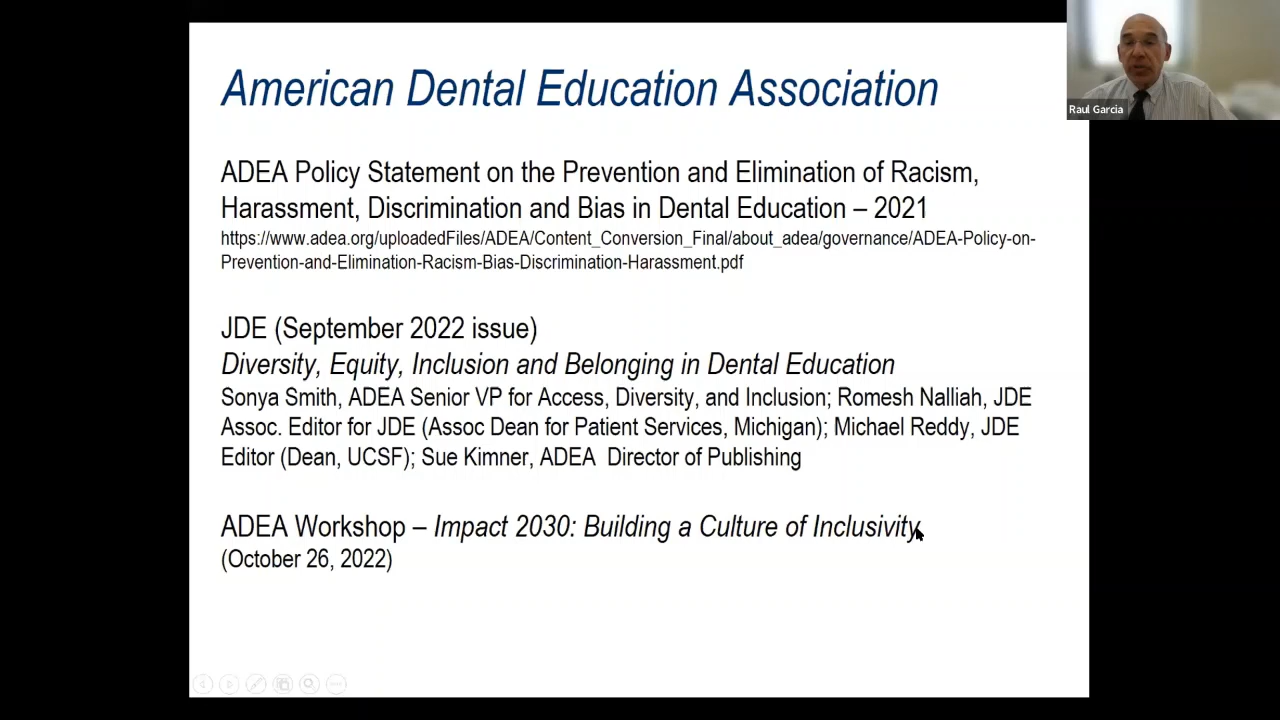 American Dental Education Association
Raul Garcia
ADEA Policy Statement on the Prevention and Elimination of Racism,
Harassment, Discrimination and Bias in Dental Education – 2021
https://www.adea.org/uploadedFiles/ADEA/Content_Conversion_Final/about_adea/governance/ADEA-Policy-on-
Prevention-and-Elimination-Racism-Bias-Discrimination-Harassment.pdf
JDE (September 2022 issue)
Diversity, Equity, Inclusion and Belonging in Dental Education
Sonya Smith, ADEA Senior VP for Access, Diversity, and Inclusion; Romesh Nalliah, JDE
Assoc. Editor for JDE (Assoc Dean for Patient Services, Michigan); Michael Reddy, JDE
Editor (Dean, UCSF); Sue Kimner, ADEA Director of Publishing
ADEA Workshop – Impact 2030: Building a Culture of Inclusivity
(October 26, 2022)